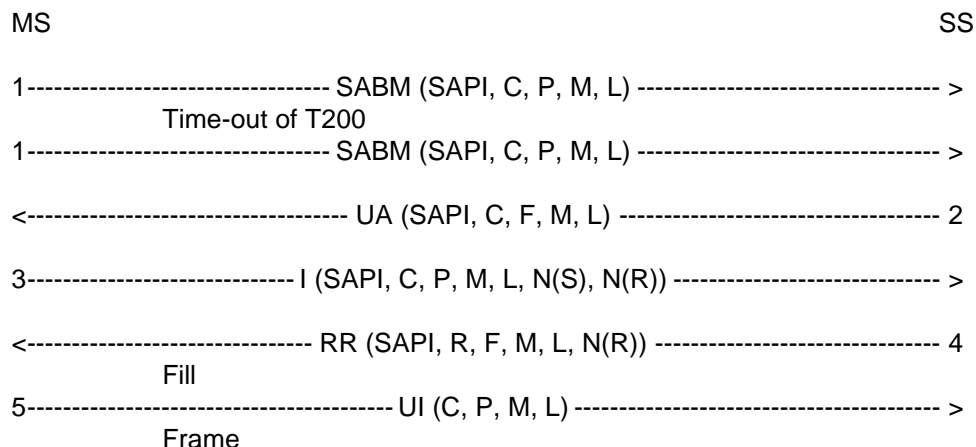 MS SS
1---------------------------------- SABM (SAPI, C, P, M, L) ---------------------------------- >
Time-out of T200
1---------------------------------- SABM (SAPI, C, P, M, L) ---------------------------------- >
<------------------------------------ UA (SAPI, C, F, M, L) ------------------------------------ 2
3------------------------------ I (SAPI, C, P, M, L, N(S), N(R)) ------------------------------ >
<-------------------------------- RR (SAPI, R, F, M, L, N(R)) -------------------------------- 4
Fill
5----------------------------------------- UI (C, P, M, L) ----------------------------------------- >
Frame